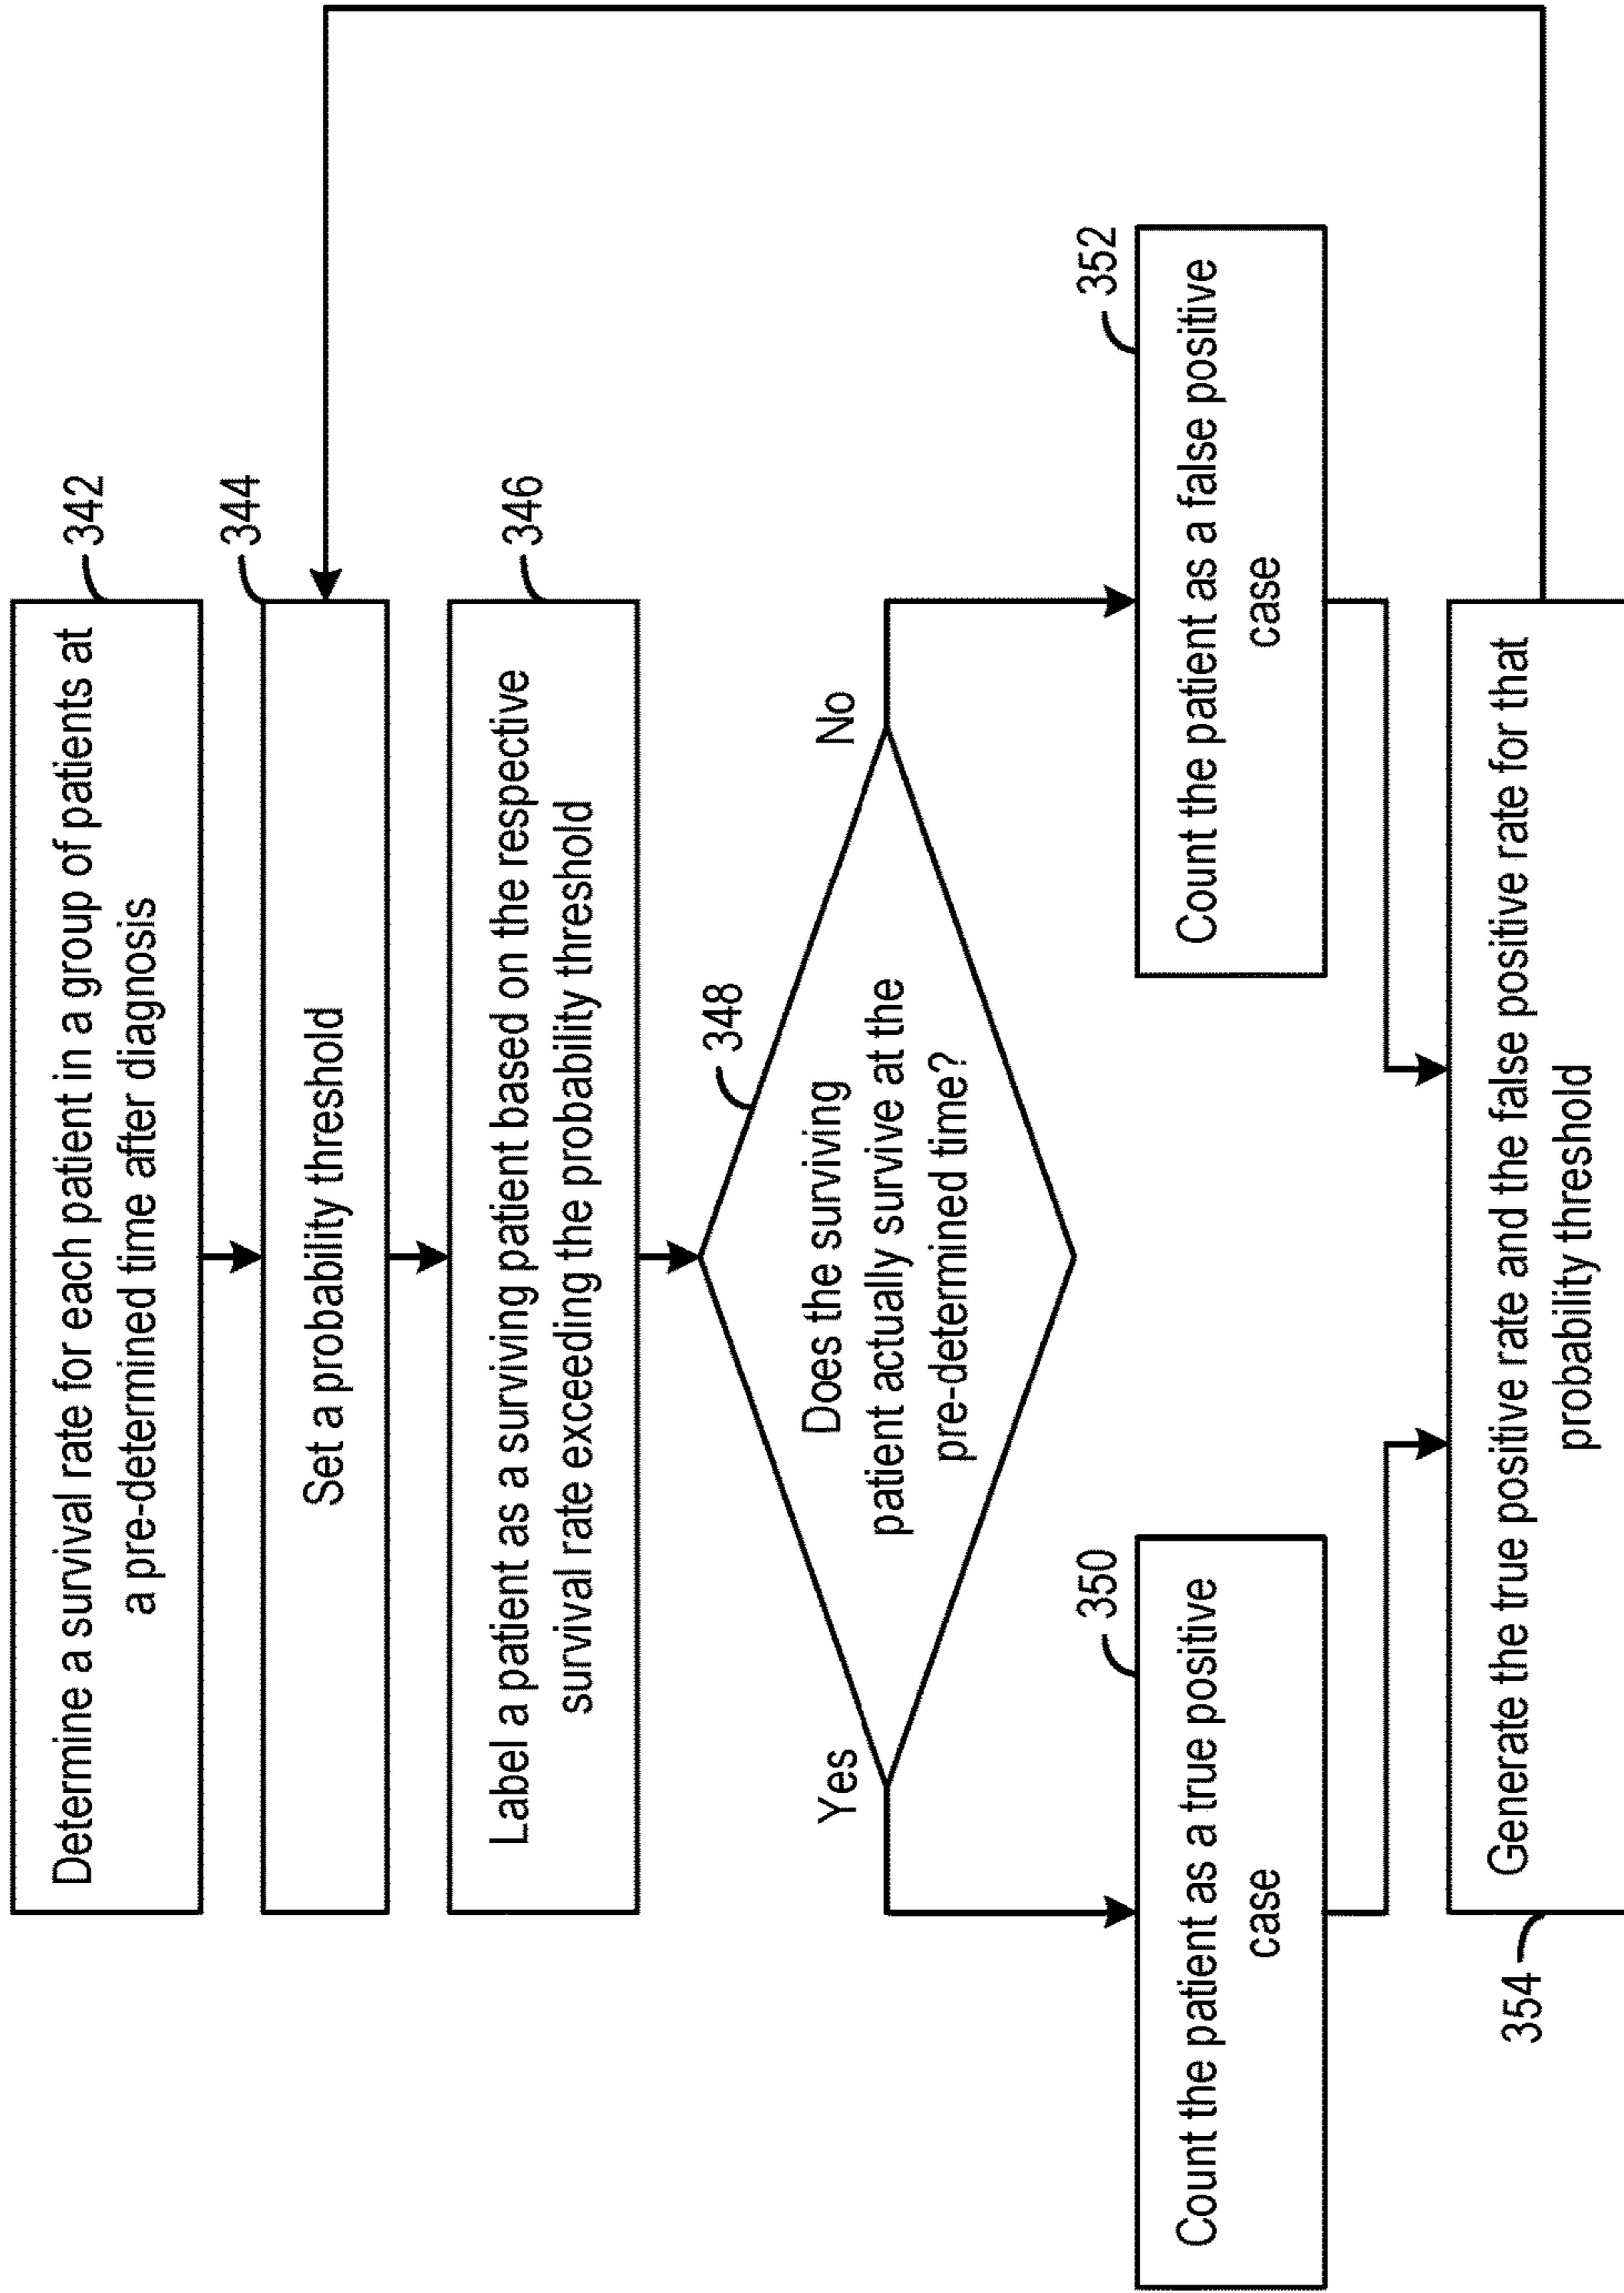 Determine a survival rate for each patient in a group of patients at
a pre-determined time after diagnosis
342
Set a probability threshold
344
Label a patient as a surviving patient based on the respective
survival rate exceeding the probability threshold
346
Does the surviving
patient actually survive at the
pre-determined time?
348
Yes
No
Count the patient as a true positive
case
350
Count the patient as a false positive
case
352
Generate the true positive rate and the false positive rate for that
probability threshold
354